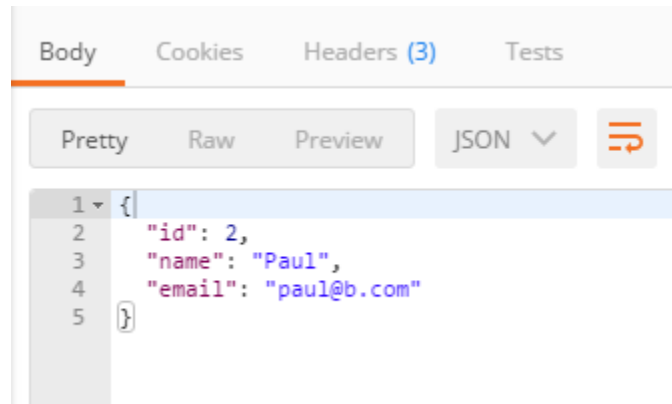 Body Cookies Headers (3) Tests
Pretty Raw Preview JSON
1 {
2 "id": 2,
3 "name": "Paul",
4 "email": "paul@b.com"
5 }